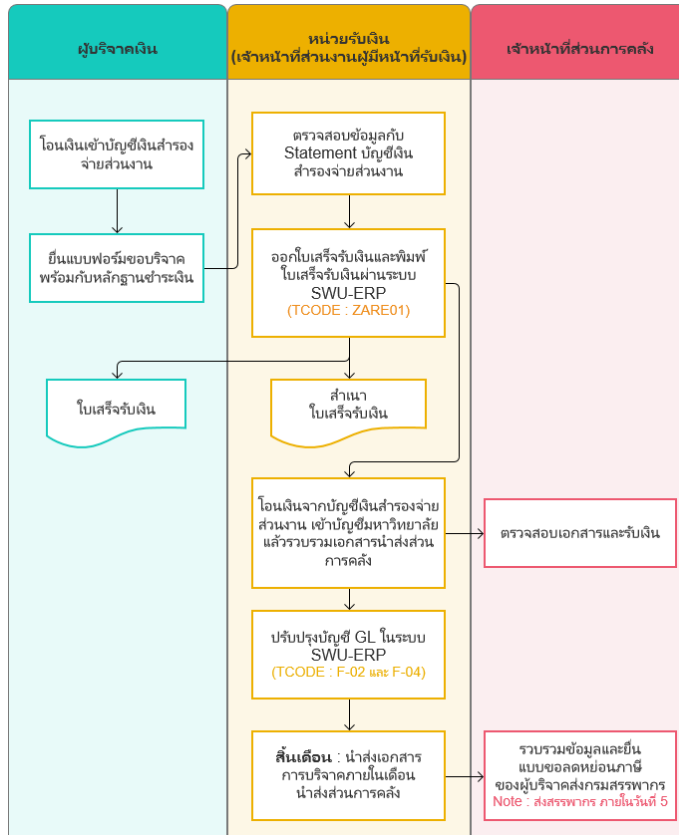 ผู้บริจาคเงิน
หน่วยรับเงิน
(เจ้าหน้าที่ส่วนงานผู้มีหน้าที่รับเงิน)
เจ้าหน้าที่ส่วนการคลัง
โอนเงินเข้าบัญชีเงินสำรอง
จ่ายส่วนงาน
ตรวจสอบข้อมูลกับ
Statement บัญชีเงิน
สำรองจ่ายส่วนงาน
ยื่นแบบฟอร์มขอบริจาค
พร้อมกับหลักฐานชำระเงิน
ออกใบเสร็จรับเงินและพิมพ์
ใบเสร็จรับเงินผ่านระบบ
SWU-ERP
(TCODE : ZARE01)
ใบเสร็จรับเงิน
สำเนา
ใบเสร็จรับเงิน
โอนเงินจากบัญชีเงินสำรองจ่าย
ส่วนงาน เข้าบัญชีมหาวิทยาลัย
แล้วรวบรวมเอกสารนำส่งส่วน
การคลัง
ตรวจสอบเอกสารและรับเงิน
ปรับปรุงบัญชี GL ในระบบ
SWU-ERP
(TCODE : F-02 และ F-04)
สิ้นเดือน : นำส่งเอกสาร
การบริจาคภายในเดือน
นำส่งส่วนการคลัง
รวบรวมข้อมูลและยื่น
แบบขอลดหย่อนภาษี
ของผู้บริจาคส่งกรมสรรพากร
Note : ส่งสรรพากร ภายในวันที่ 5